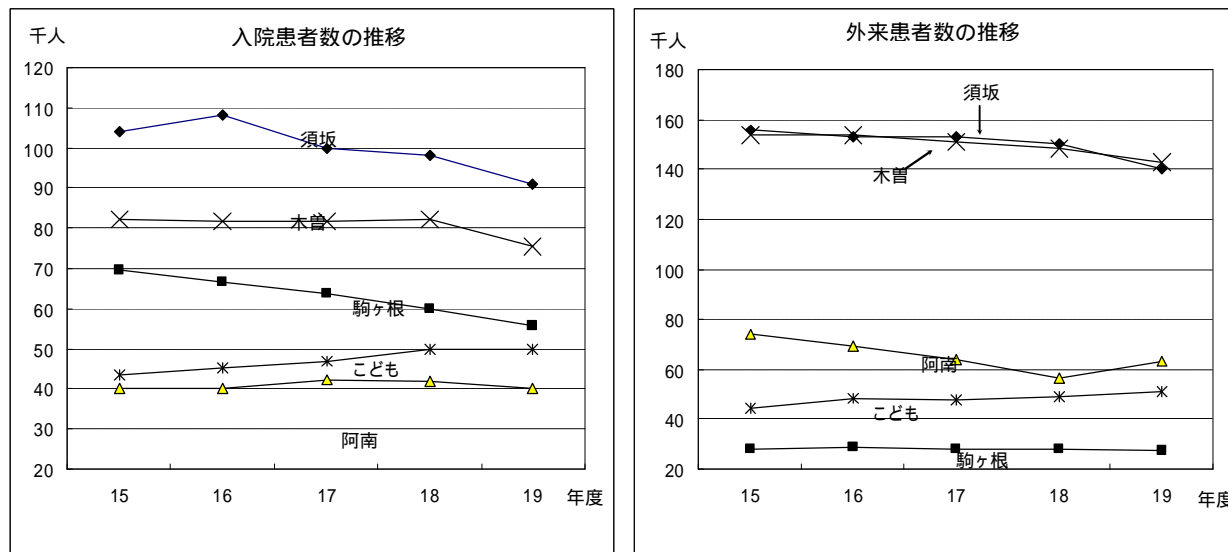 千人
入院患者数の推移
120
110
100
90
80
70
60
50
40
30
20
須坂
木曽
駒ヶ根
こども
阿南
15 16 17 18 19 年度
千人
外来患者数の推移
180
160
140
120
100
80
60
40
20
須坂
木曽
阿南
こども
駒ヶ根
15 16 17 18 19 年度